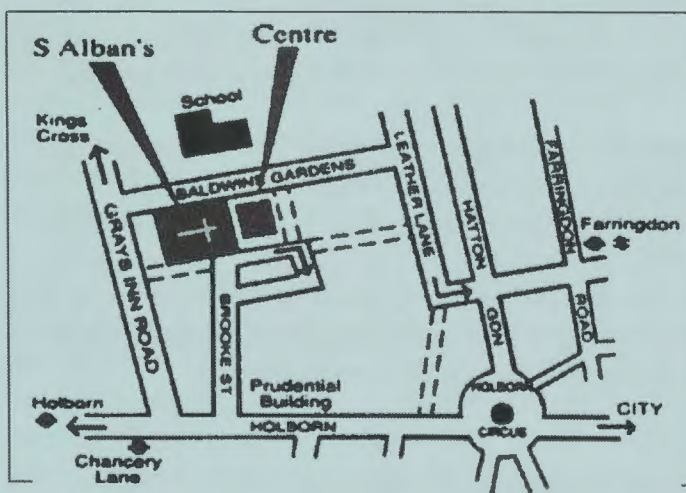 S Alban's
Centre
School
Kings
Cross
BALDWINS GARDENS
LEATHER LANE
HATTON
GDN
FARRINGDON
ROAD
Farringdon
GRAYS INN ROAD
BROOKE ST
Prudential
Building
HOLBORN
CIRCUS
Holborn
HOLBORN
CITY
Chancery
Lane